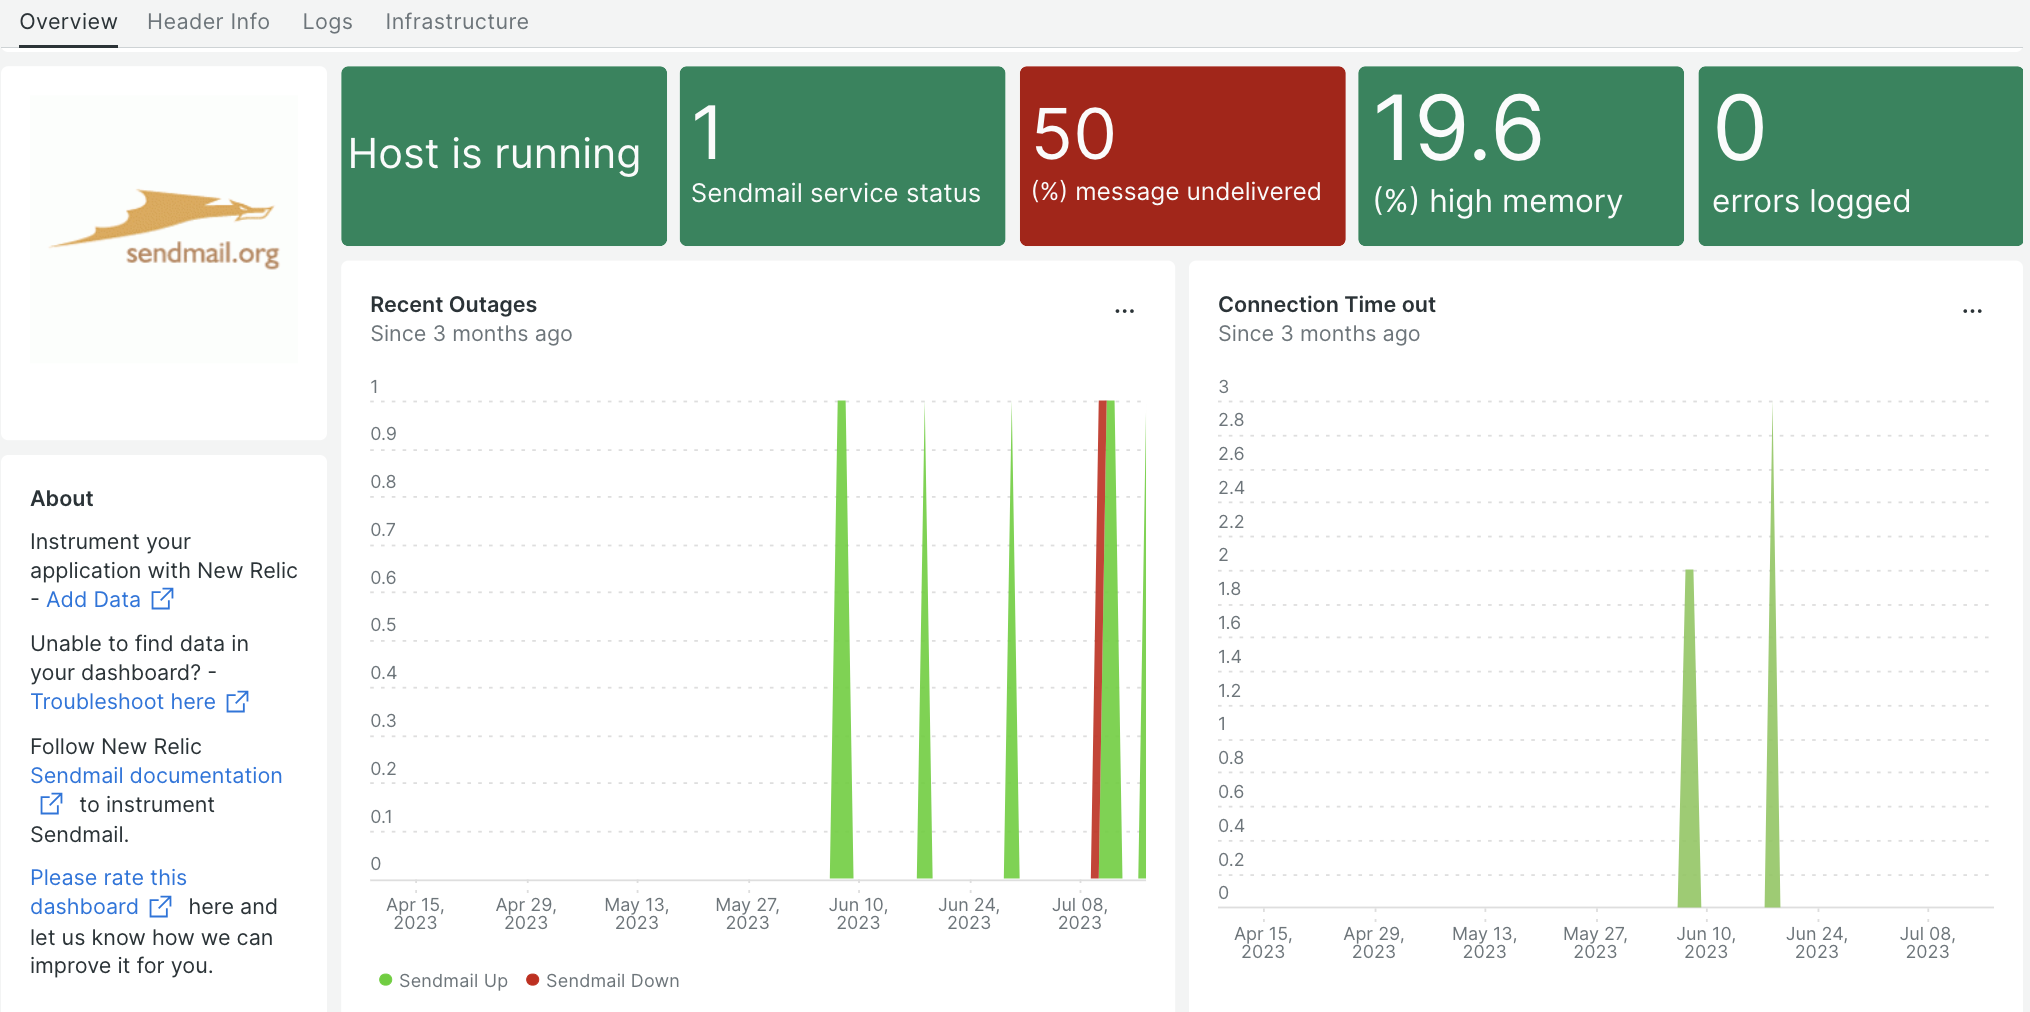 Overview Header Info Logs Infrastructure
sendmail.org
Host is running
1
Sendmail service status
50
(%) message undelivered
19.6
(%) high memory
0
errors logged
About
Instrument your
application with New Relic
- Add Data
Unable to find data in
your dashboard? -
Troubleshoot here
Follow New Relic
Sendmail documentation
to instrument
Sendmail.
Please rate this
dashboard here and
let us know how we can
improve it for you.
Recent Outages
Since 3 months ago
...
1
0.9
0.8
0.7
0.6
0.5
0.4
0.3
0.2
0.1
0
Apr 15, Apr 29, May 13, May 27, Jun 10, Jun 24, Jul 08,
2023 2023 2023 2023 2023 2023 2023
Sendmail Up Sendmail Down
Connection Time out
Since 3 months ago
...
3
2.8
2.6
2.4
2.2
2
1.8
1.6
1.4
1.2
1
0.8
0.6
0.4
0.2
0
Apr 15, Apr 29, May 13, May 27, Jun 10, Jun 24, Jul 08,
2023 2023 2023 2023 2023 2023 2023